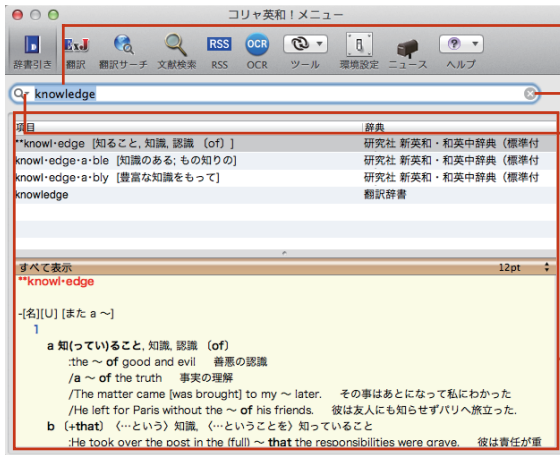 コリャ英和！メニュー
ExJ RSS OCR
辞書引き 翻訳 翻訳サーチ 文献検索 RSS OCR ツール 環境設定 ニュース ヘルプ
knowledge
項目 辞典
**knowl·edge [知ること, 知識, 認識 〔of〕] 研究社 新英和・和英中辞典（標準付
knowl·edge·a·ble [知識のある; もの知りの] 研究社 新英和・和英中辞典（標準付
knowl·edge·a·bly [豊富な知識をもって] 研究社 新英和・和英中辞典（標準付
knowledge 翻訳辞書
すべて表示 12pt
**knowl·edge
-[名][U] [また a ～]
1
a 知(ってい)ること, 知識, 認識 〔of〕
:the ～ of good and evil 善悪の認識
/a ～ of the truth 事実の理解
/The matter came [was brought] to my ～ later. その事はあとになって私にわかった
/He left for Paris without the ～ of his friends. 彼は友人にも知らせずパリへ旅立った.
b 〔+that〕〈…という〉知識,〈…ということを〉知っていること
:He took over the post in the (full) ～ that the responsibilities were grave. 彼は責任が重